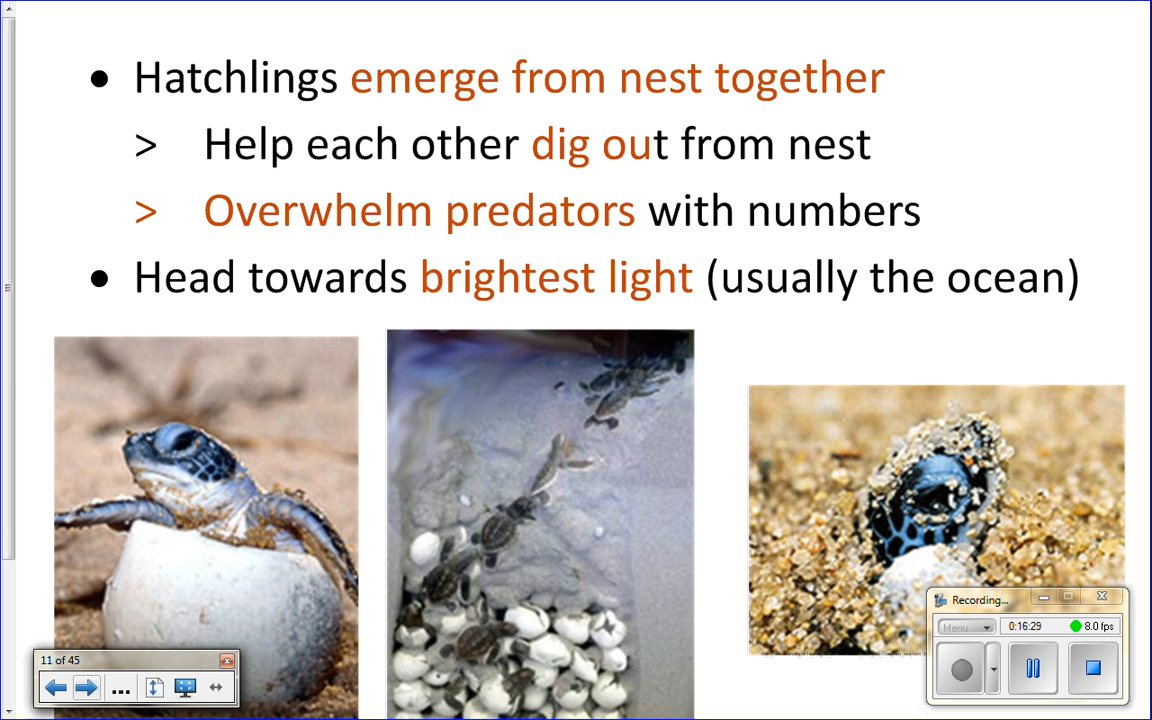 • Hatchlings emerge from nest together
> Help each other dig out from nest
> Overwhelm predators with numbers
• Head towards brightest light (usually the ocean)
11 of 45
...
Recording...
Menu
0:16:29
8.0 fps